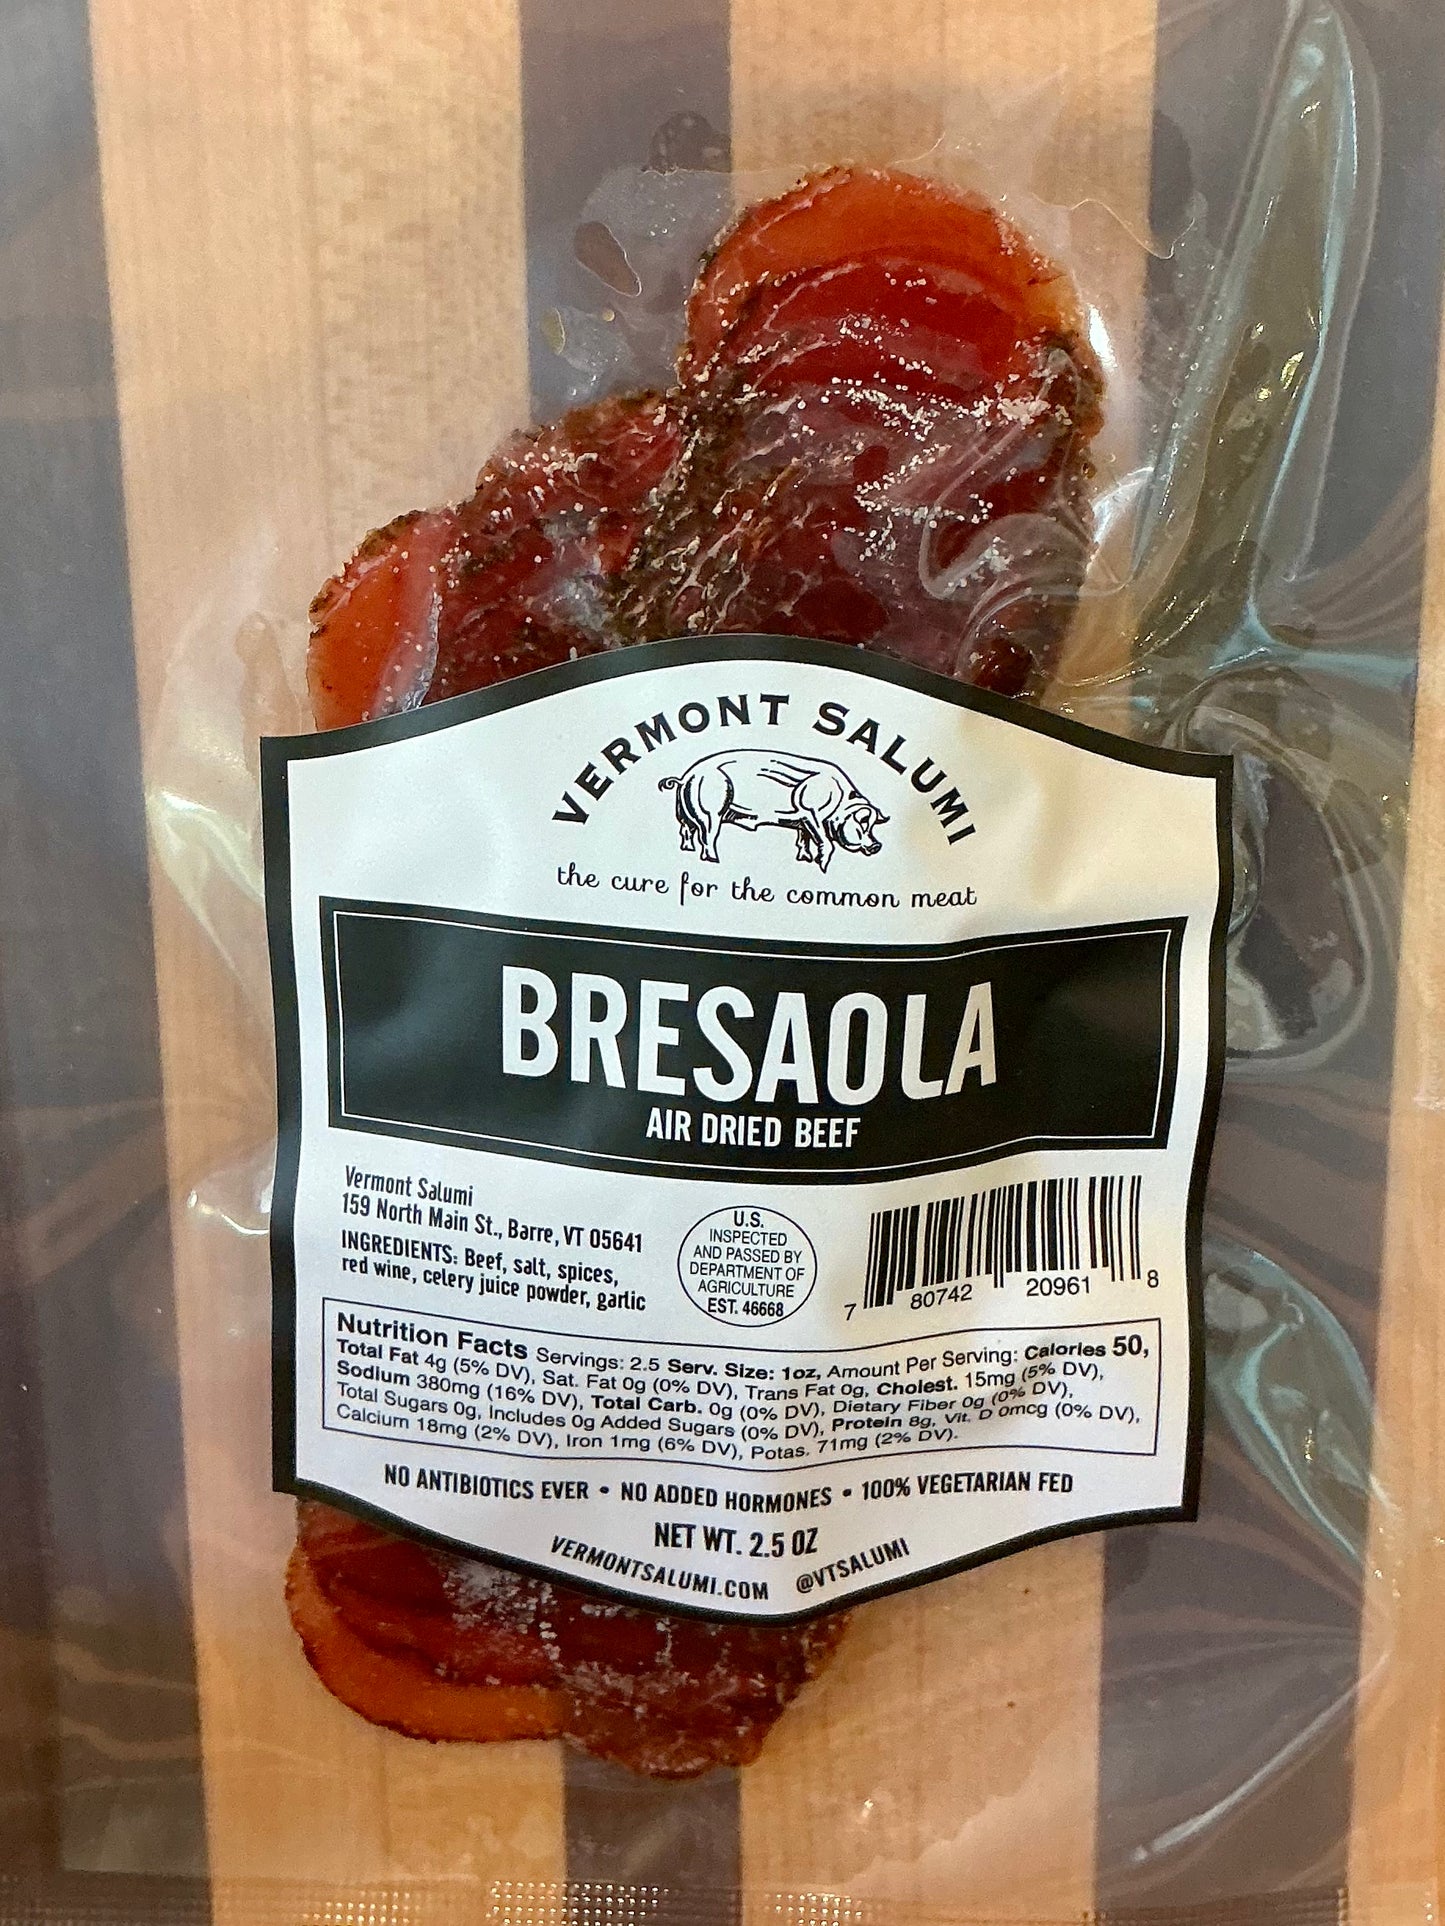 VERMONT SALUMI
the cure for the common meat
BRESAOLA
AIR DRIED BEEF
Vermont Salumi
159 North Main St., Barre, VT 05641
INGREDIENTS: Beef, salt, spices,
red wine, celery juice powder, garlic
U.S.
INSPECTED
AND PASSED BY
DEPARTMENT OF
AGRICULTURE
EST. 46668
7 80742 20961 8
Nutrition Facts Servings: 2.5 Serv. Size: 1oz, Amount Per Serving: Calories 50,
Total Fat 4g (5% DV), Sat. Fat 0g (0% DV), Trans Fat 0g, Cholest. 15mg (5% DV),
Sodium 380mg (16% DV), Total Carb. 0g (0% DV), Dietary Fiber 0g (0% DV),
Total Sugars 0g, Includes 0g Added Sugars (0% DV), Protein 8g, Vit. D 0mcg (0% DV),
Calcium 18mg (2% DV), Iron 1mg (6% DV), Potas. 71mg (2% DV).
NO ANTIBIOTICS EVER • NO ADDED HORMONES • 100% VEGETARIAN FED
NET WT. 2.5 OZ
VERMONTSALUMI.COM @VTSALUMI